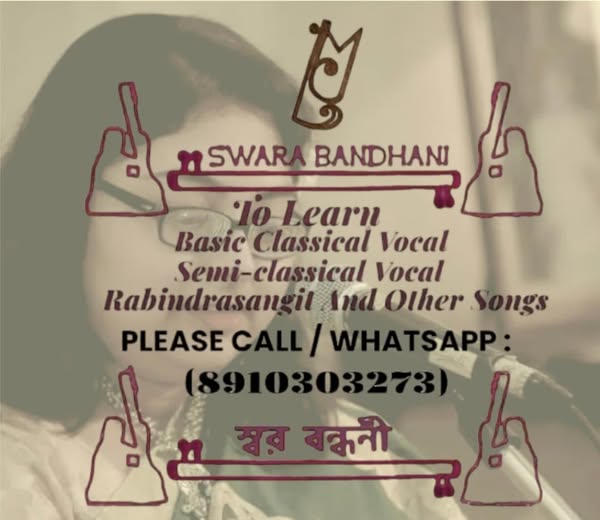 SWARA BANDHANI
To Learn
Basic Classical Vocal
Semi-classical Vocal
Rabindrasangit And Other Songs
PLEASE CALL / WHATSAPP :
(8910303273)
স্বর বন্ধনী